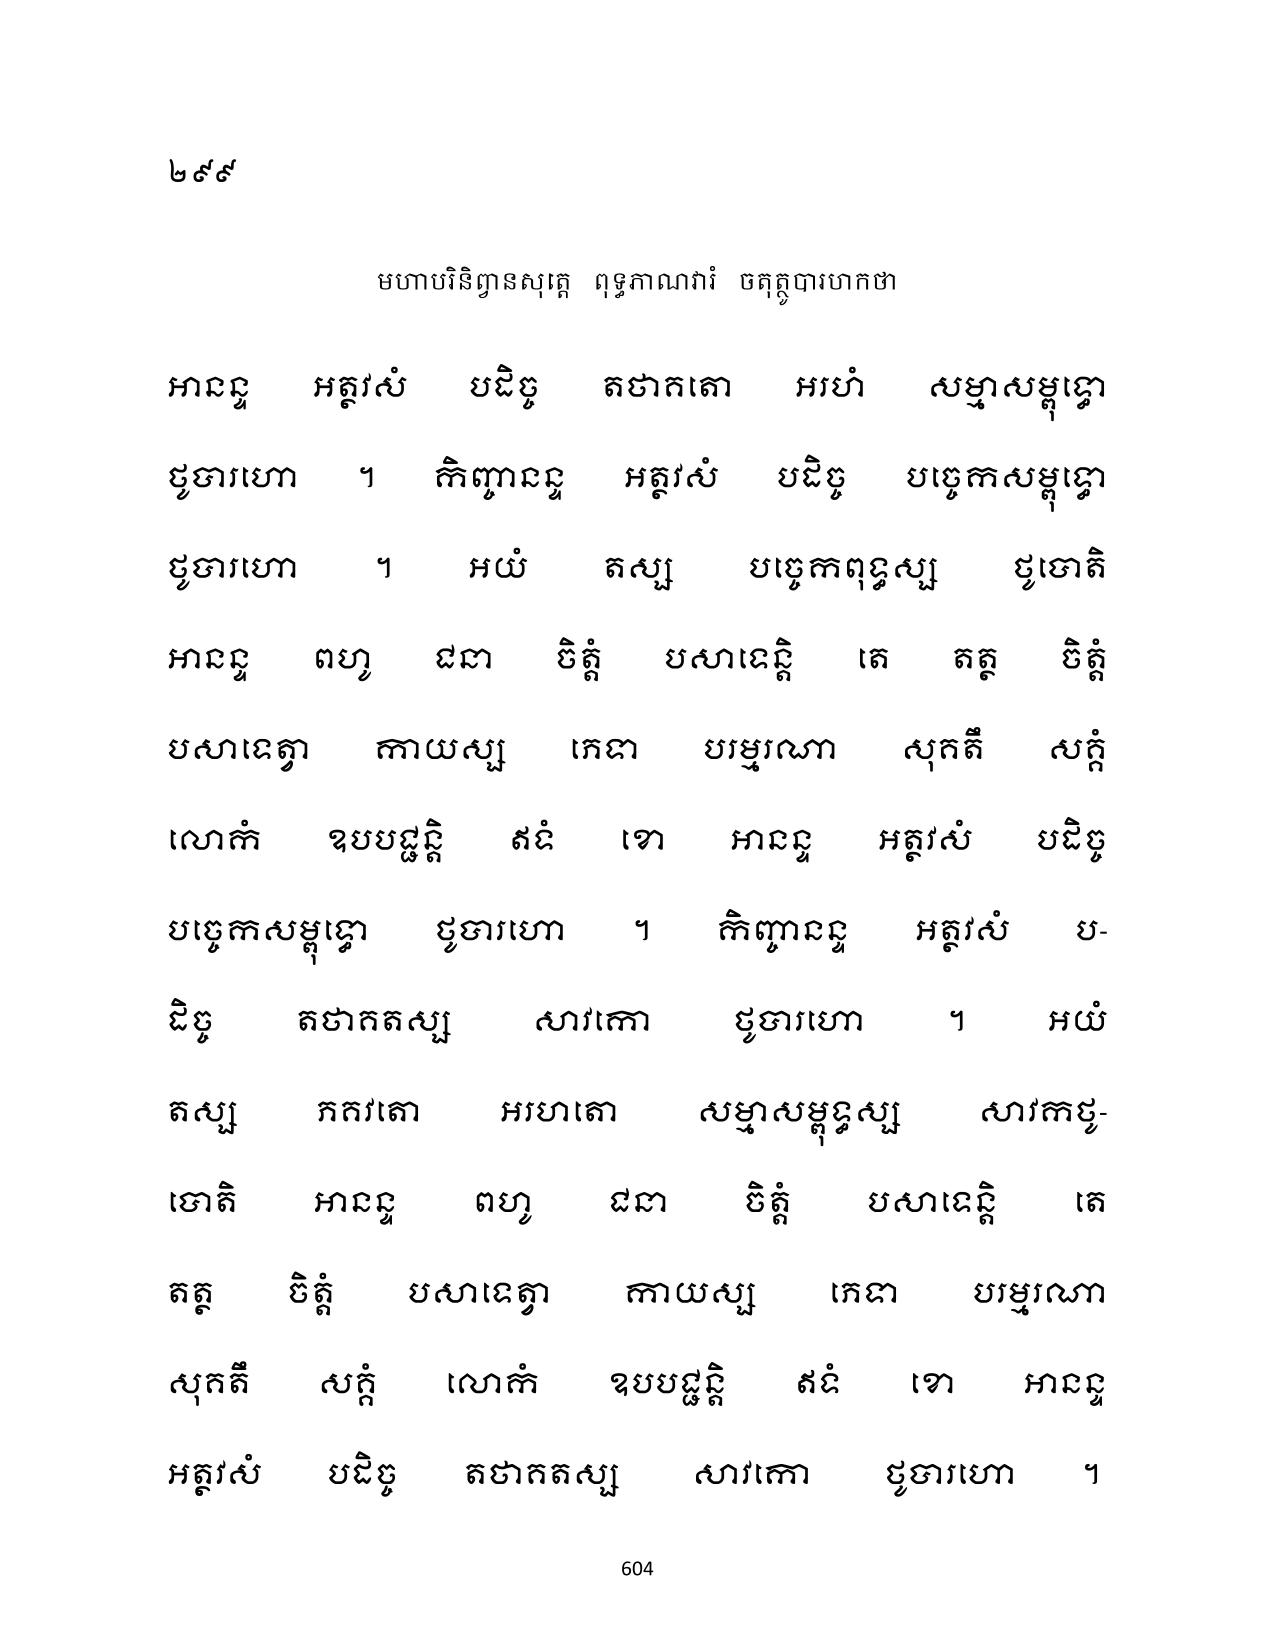 ២៩៩
មហាបរិនិព្វានសុត្តេ ពុទ្ធភាណវារំ ចតុត្ថូបារហកថា
អានន្ទ អត្ថវសំ បដិច្ច តថាគតោ អរហំ សម្មាសម្ពុទ្ធោ
ថូបារហោ ។ កិញ្ចានន្ទ អត្ថវសំ បដិច្ច បច្ចេកសម្ពុទ្ធោ
ថូបារហោ ។ អយំ តស្ស បច្ចេកពុទ្ធស្ស ថូបោតិ
អានន្ទ ពហូ ជនា ចិត្តំ បសាទេន្តិ តេ តត្ថ ចិត្តំ
បសាទេត្វា កាយស្ស ភេទា បរម្មរណា សុគតឹ សគ្គំ
លោកំ ឧបបជ្ជន្តិ ឥទំ ខោ អានន្ទ អត្ថវសំ បដិច្ច
បច្ចេកសម្ពុទ្ធោ ថូបារហោ ។ កិញ្ចានន្ទ អត្ថវសំ ប-
ដិច្ច តថាគតស្ស សាវកោ ថូបារហោ ។ អយំ
តស្ស ភគវតោ អរហតោ សម្មាសម្ពុទ្ធស្ស សាវកថូ-
បោតិ អានន្ទ ពហូ ជនា ចិត្តំ បសាទេន្តិ តេ
តត្ថ ចិត្តំ បសាទេត្វា កាយស្ស ភេទា បរម្មរណា
សុគតឹ សគ្គំ លោកំ ឧបបជ្ជន្តិ ឥទំ ខោ អានន្ទ
អត្ថវសំ បដិច្ច តថាគតស្ស សាវកោ ថូបារហោ ។
604